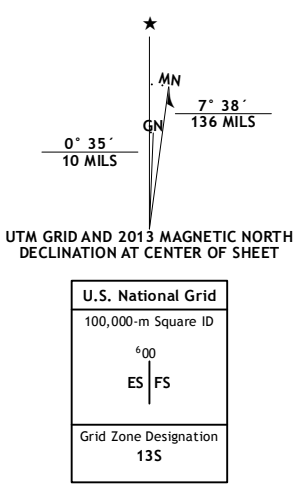 ★
MN
7° 38´
136 MILS
GN
0° 35´
10 MILS
UTM GRID AND 2013 MAGNETIC NORTH
DECLINATION AT CENTER OF SHEET
U.S. National Grid
100,000-m Square ID
⁶00
ES FS
Grid Zone Designation
13S